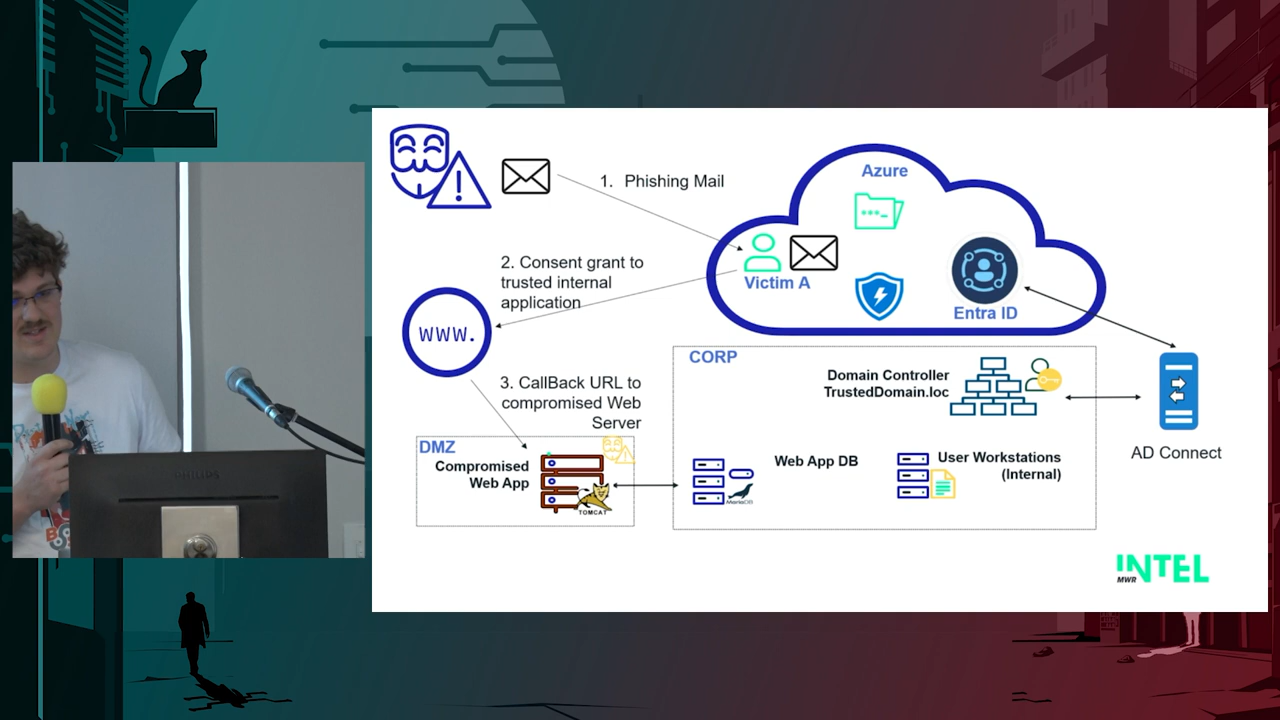 1. Phishing Mail
Azure
2. Consent grant to
trusted internal
application
Victim A
Entra ID
www.
3. CallBack URL to
compromised Web
Server
CORP
Domain Controller
TrustedDomain.loc
AD Connect
DMZ
Compromised
Web App
TOMCAT
Web App DB
MariaDB
User Workstations
(Internal)
PHILIPS
INTEL
MWR